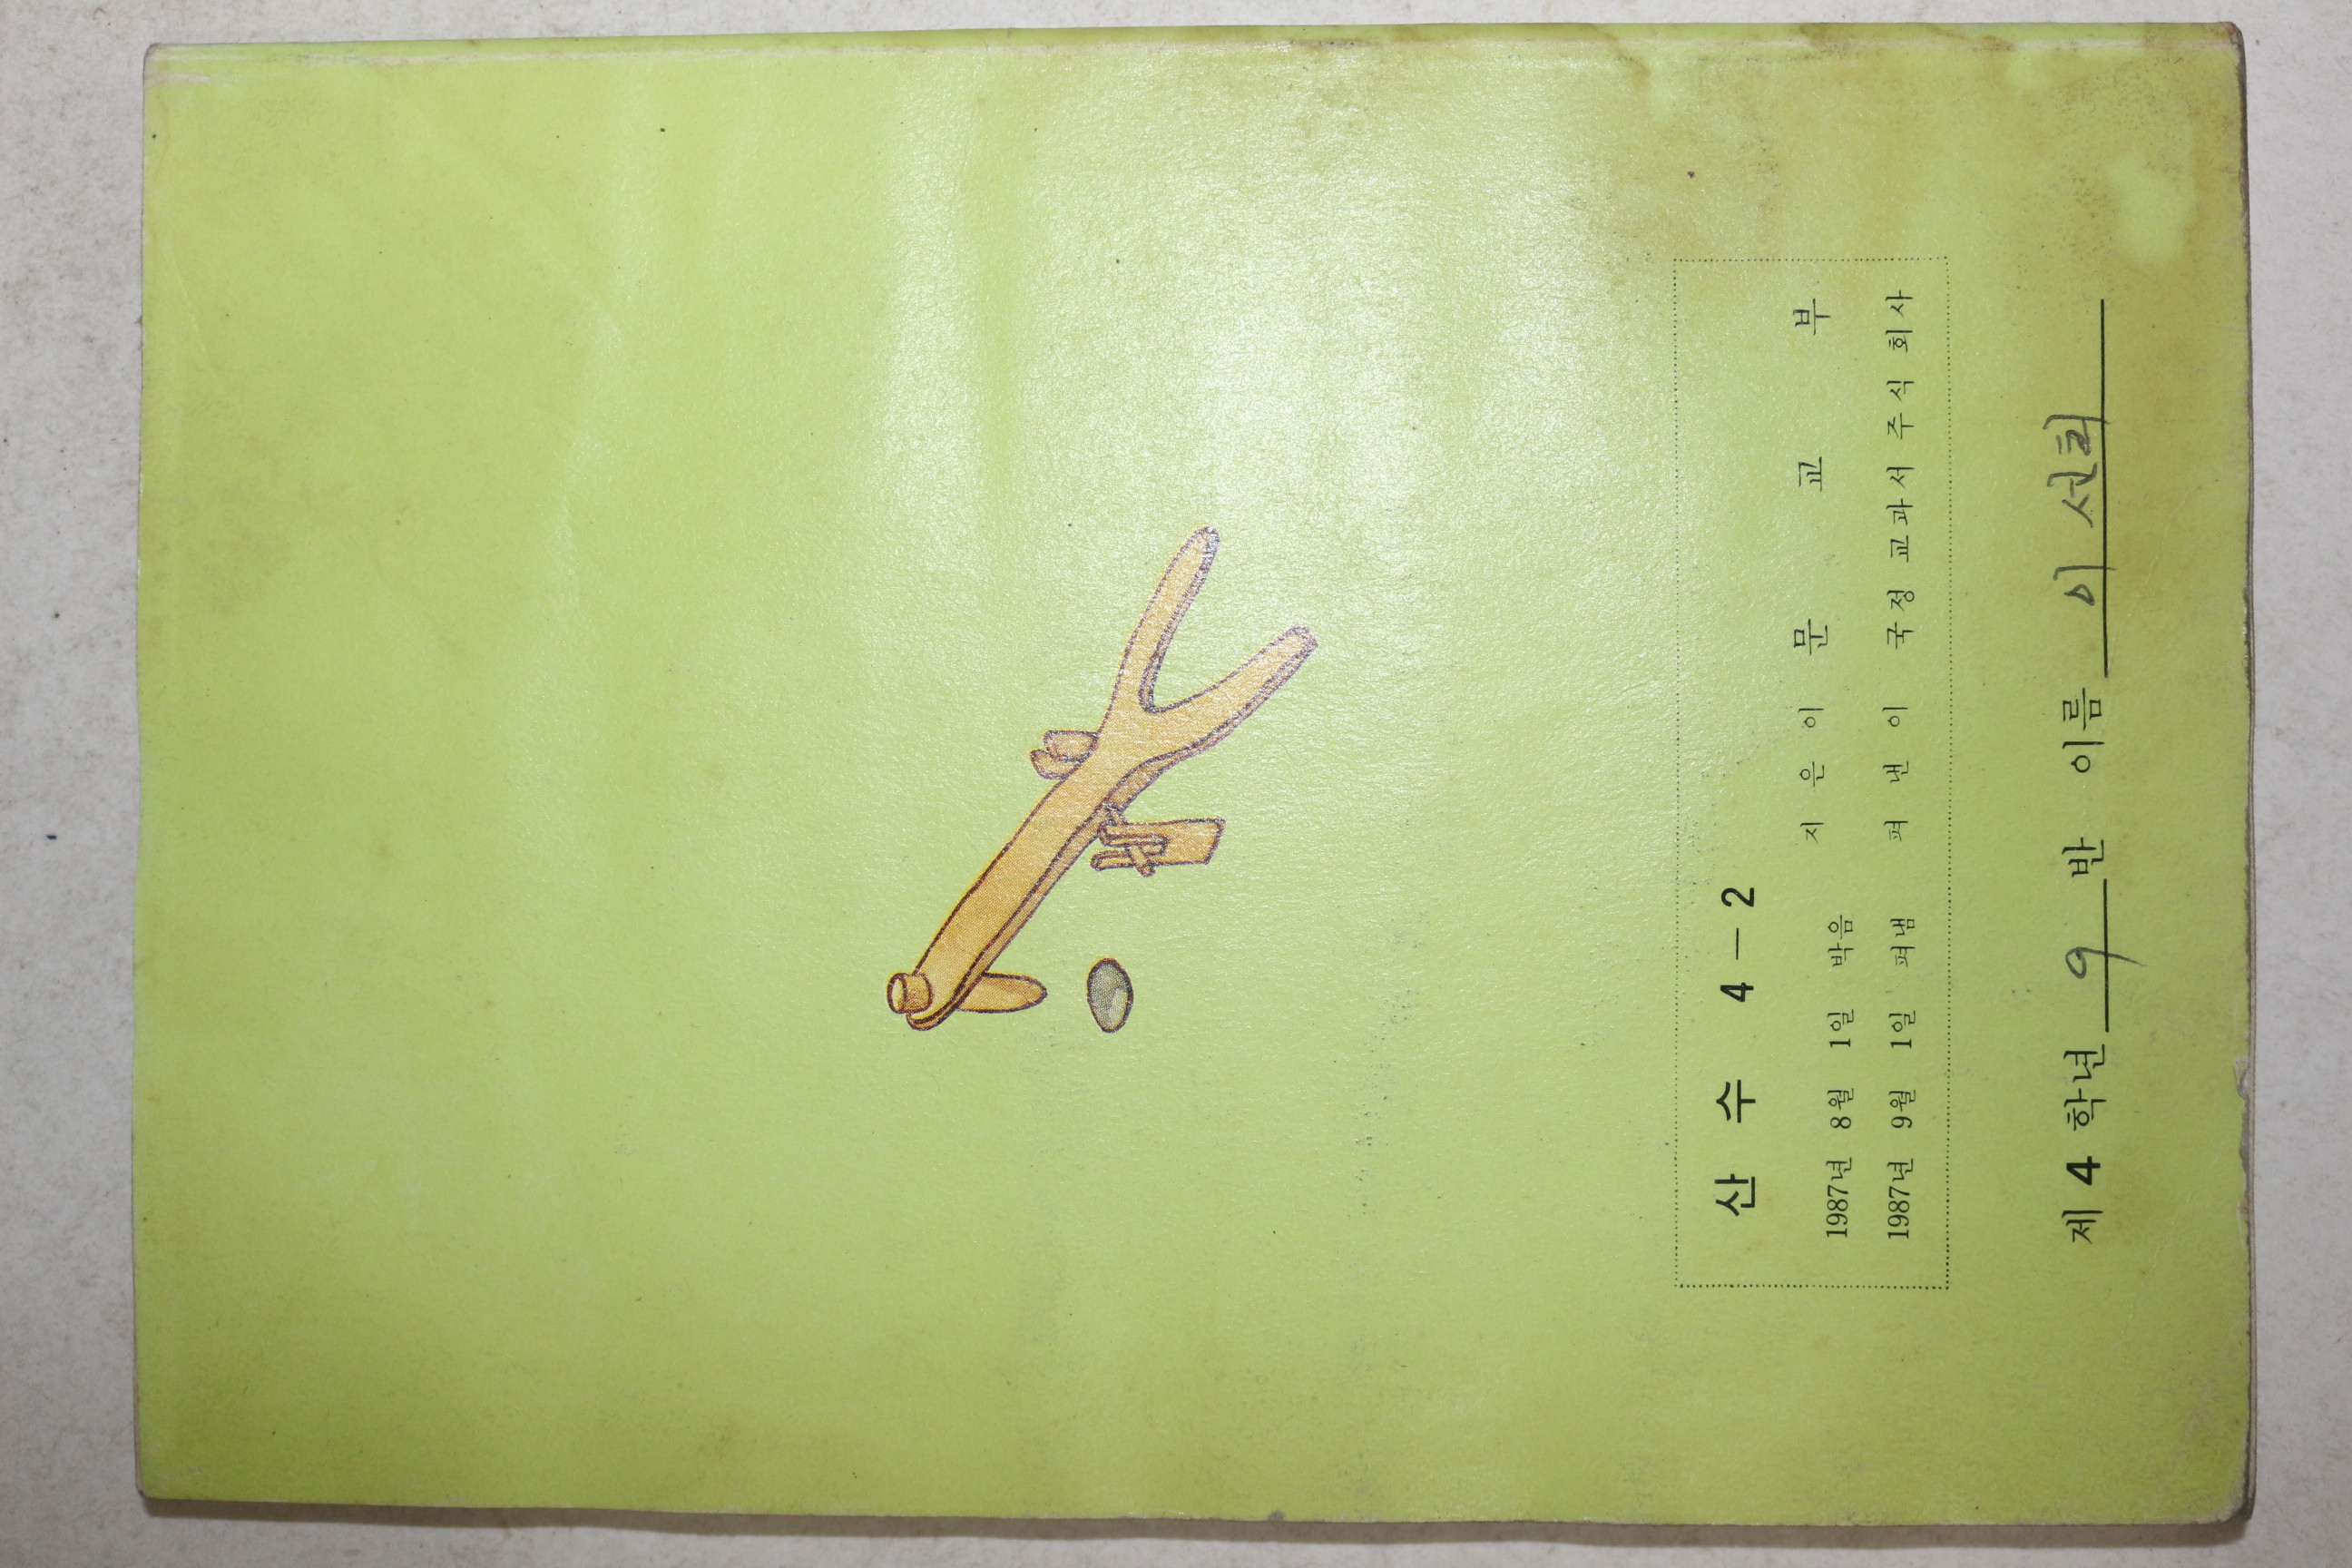 산 수 4-2
1987년 8월 1일 박음 지은이 문 교 부
1987년 9월 1일 펴냄 펴낸이 국정교과서주식회사
제 4 학년 9 반 이름 이선희